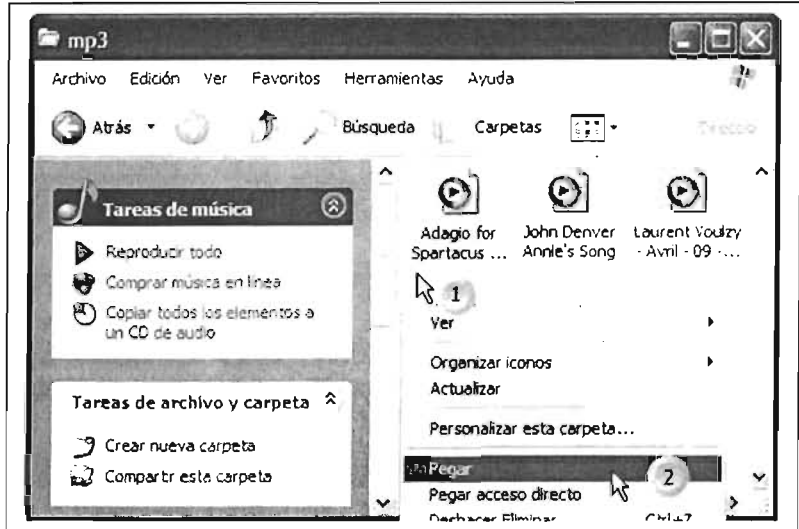 mp3
Archivo Edición Ver Favoritos Herramientas Ayuda
Atrás Búsqueda Carpetas
Tareas de música
Reproducir todo
Comprar música en línea
Copiar todos los elementos a
un CD de audio
Tareas de archivo y carpeta
Crear nueva carpeta
Compartir esta carpeta
Adagio for
Spartacus ...
John Denver
Annie's Song
Laurent Voulzy
- Avril - 09 -...
1
Ver
Organizar iconos
Actualizar
Personalizar esta carpeta...
Pegar
2
Pegar acceso directo
Deshacer Eliminar Ctrl+Z